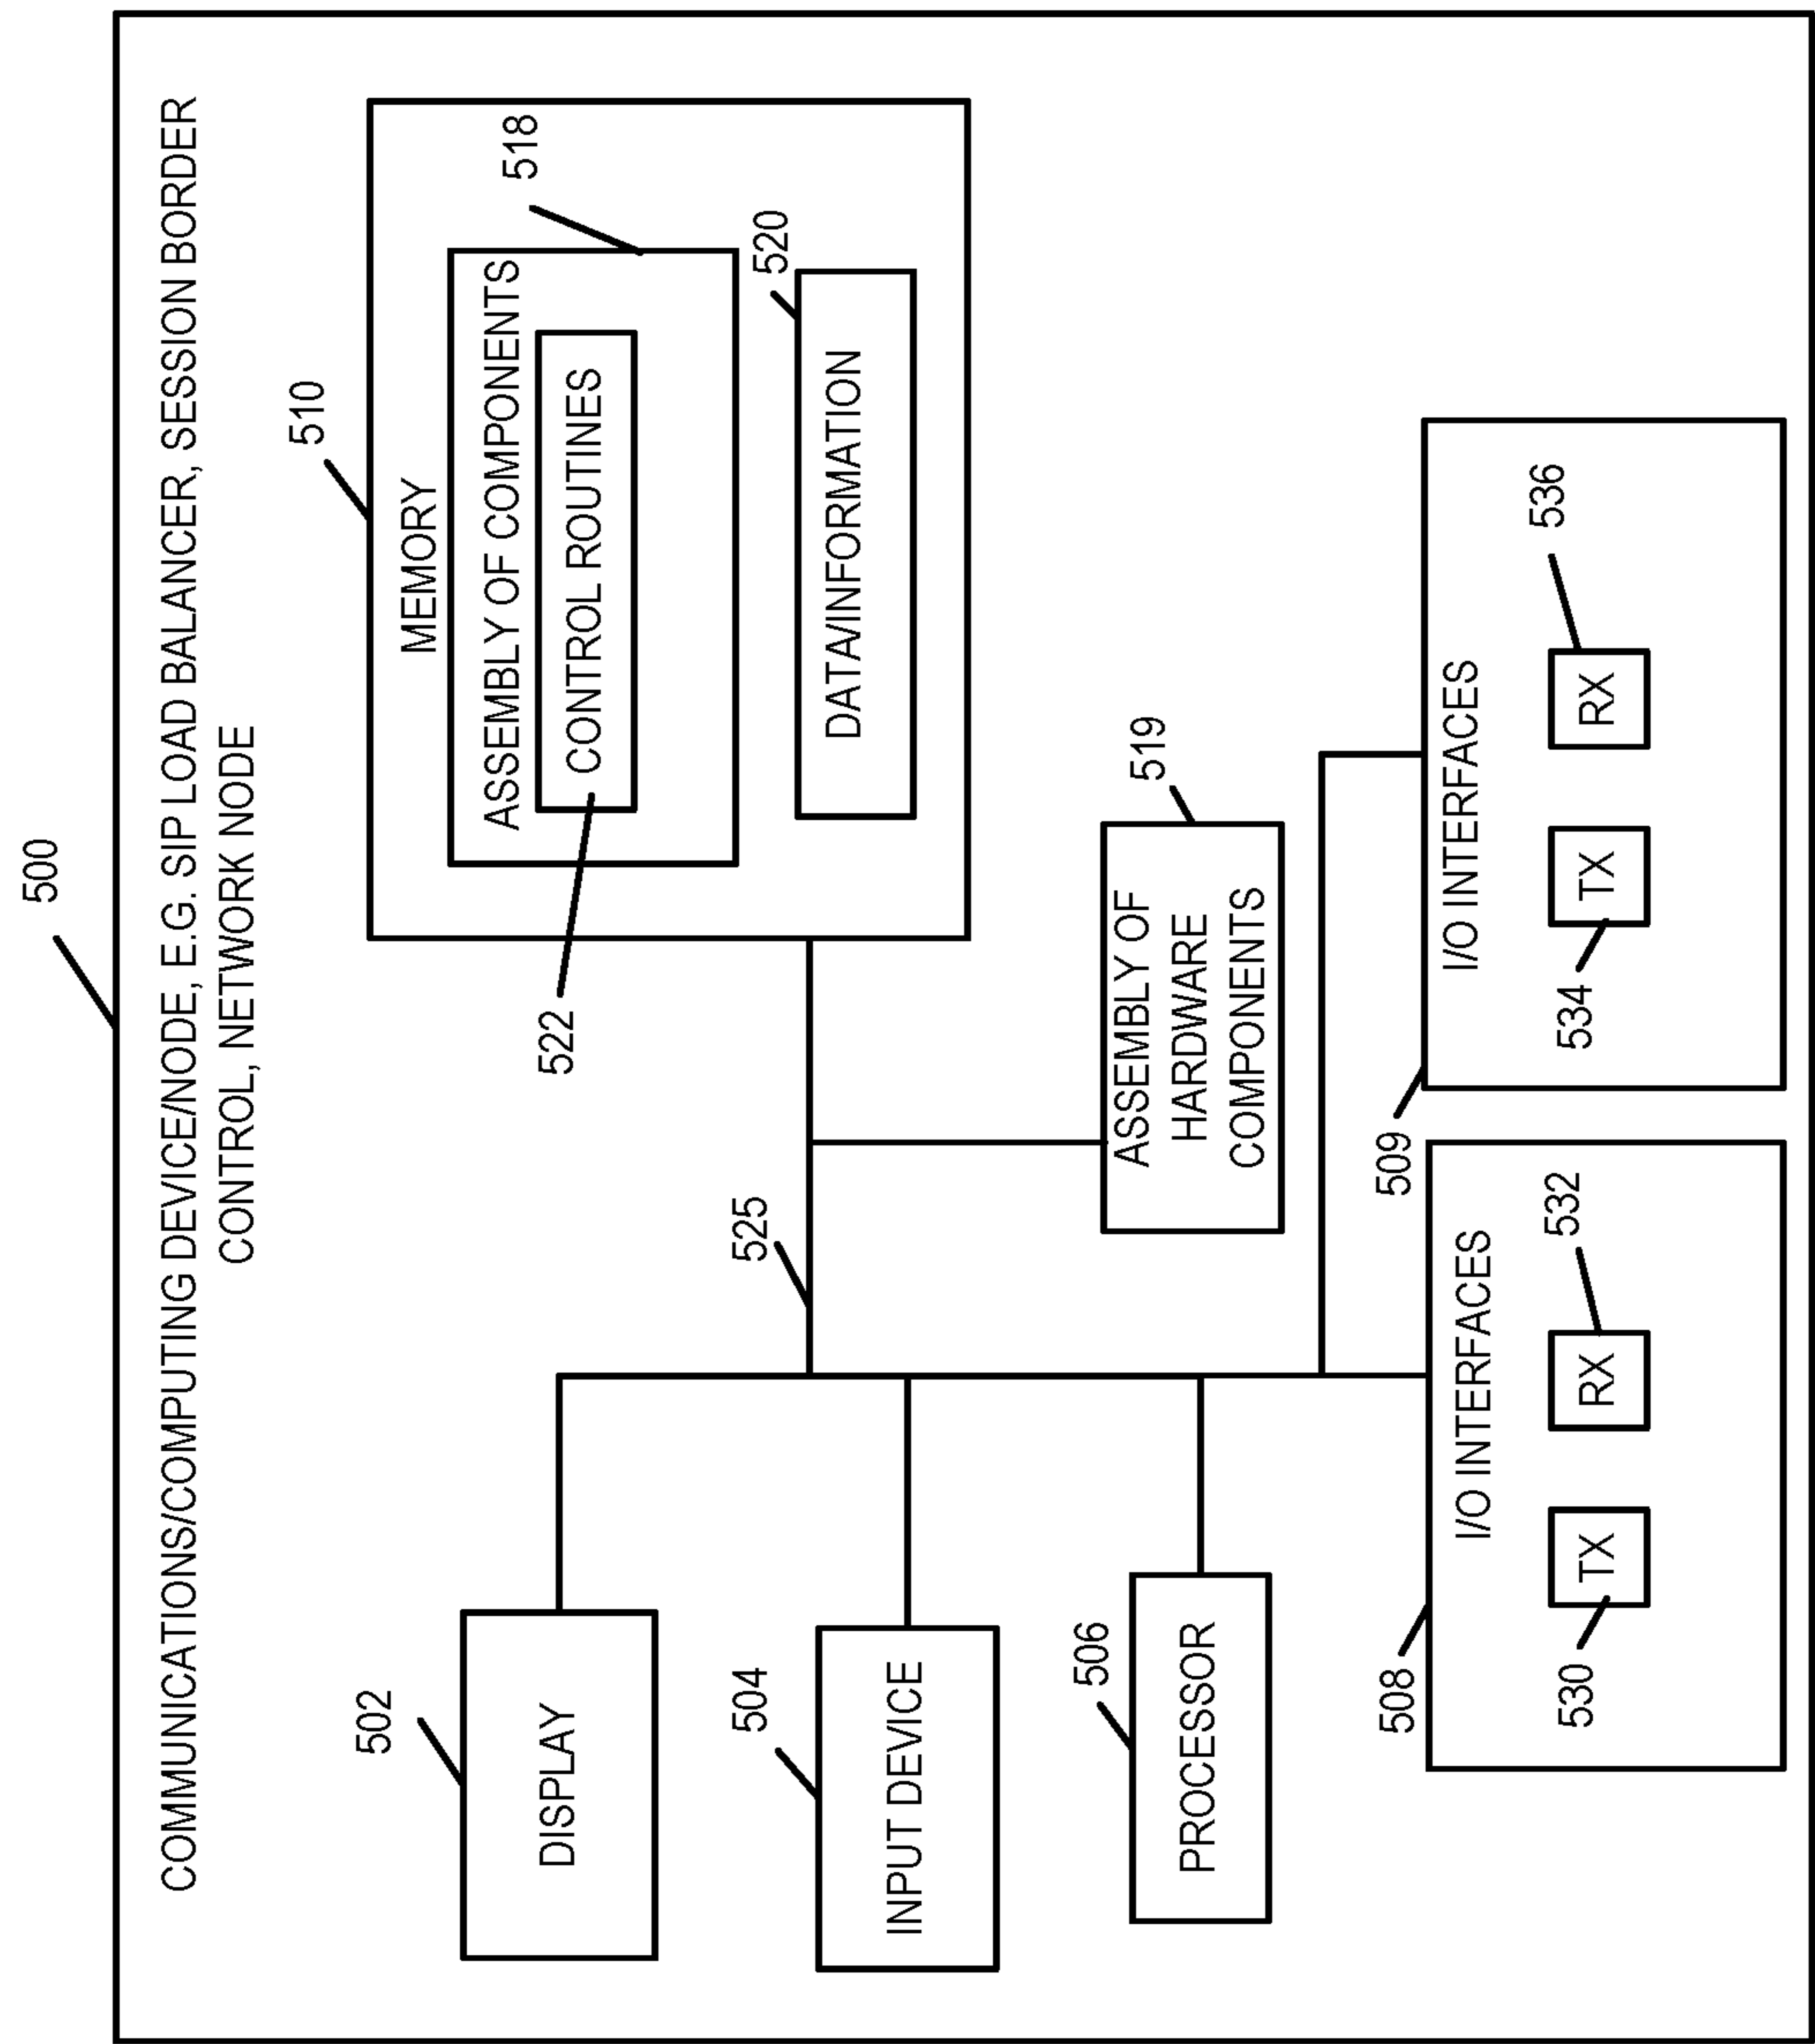 500
COMMUNICATIONS/COMPUTING DEVICE/NODE, E.G. SIP LOAD BALANCER, SESSION BORDER
CONTROL, NETWORK NODE
502
DISPLAY
504
INPUT DEVICE
506
PROCESSOR
525
510
MEMORY
518
ASSEMBLY OF COMPONENTS
CONTROL ROUTINES
522
520
DATA/INFORMATION
519
ASSEMBLY OF
HARDWARE
COMPONENTS
508
I/O INTERFACES
TX
RX
530
532
509
I/O INTERFACES
TX
RX
534
536